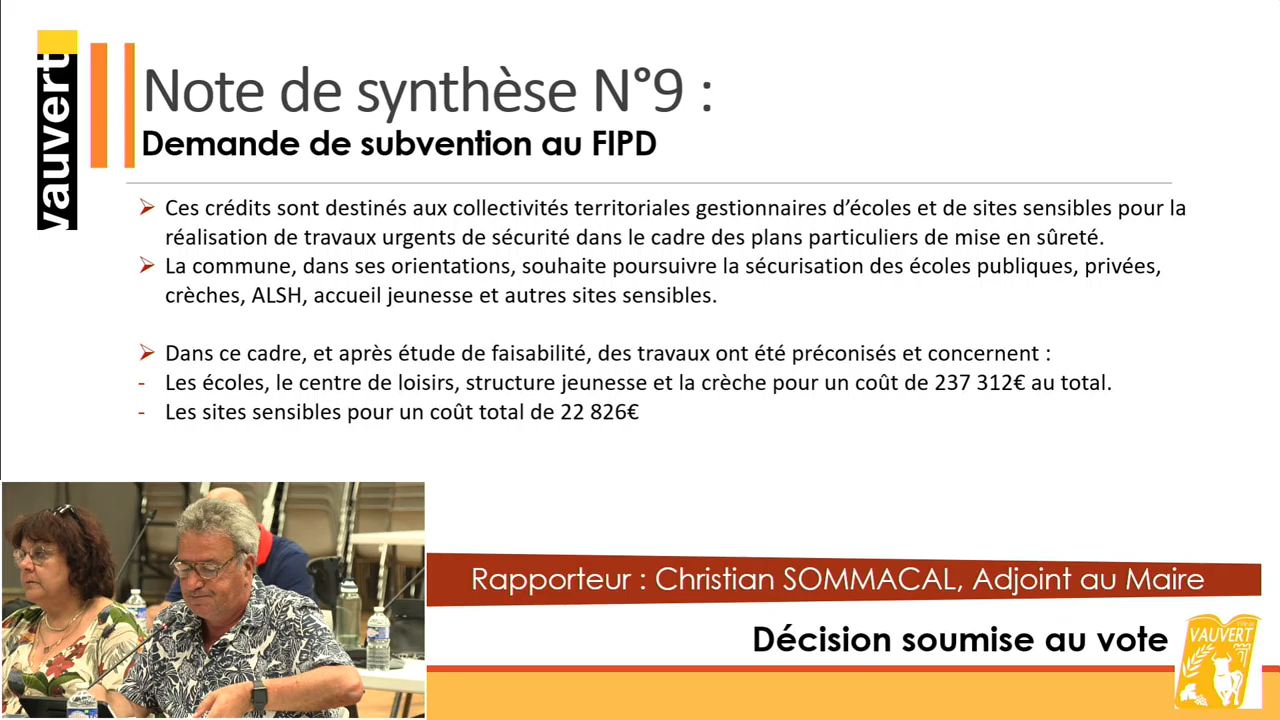 vauvert
Note de synthèse N°9 :
Demande de subvention au FIPD
Ces crédits sont destinés aux collectivités territoriales gestionnaires d’écoles et de sites sensibles pour la
réalisation de travaux urgents de sécurité dans le cadre des plans particuliers de mise en sûreté.
La commune, dans ses orientations, souhaite poursuivre la sécurisation des écoles publiques, privées,
crèches, ALSH, accueil jeunesse et autres sites sensibles.
Dans ce cadre, et après étude de faisabilité, des travaux ont été préconisés et concernent :
- Les écoles, le centre de loisirs, structure jeunesse et la crèche pour un coût de 237 312€ au total.
- Les sites sensibles pour un coût total de 22 826€
Rapporteur : Christian SOMMACAL, Adjoint au Maire
Décision soumise au vote
VAUVERT